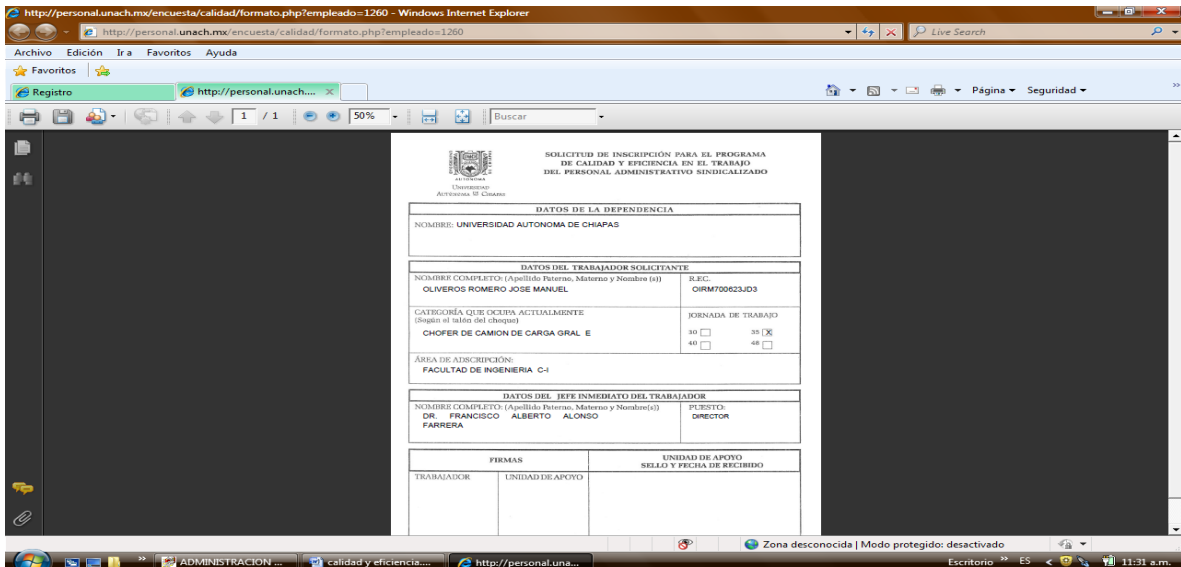 http://personal.unach.mx/encuesta/calidad/formato.php?empleado=1260 - Windows Internet Explorer
http://personal.unach.mx/encuesta/calidad/formato.php?empleado=1260
Live Search
Archivo Edición Ir a Favoritos Ayuda
Favoritos
Registro
http://personal.unach....
Página
Seguridad
1 / 1
50%
Buscar
AUTONOMA
UNIVERSIDAD
AUTÓNOMA DE CHIAPAS
SOLICITUD DE INSCRIPCIÓN PARA EL PROGRAMA
DE CALIDAD Y EFICIENCIA EN EL TRABAJO
DEL PERSONAL ADMINISTRATIVO SINDICALIZADO
DATOS DE LA DEPENDENCIA
NOMBRE: UNIVERSIDAD AUTONOMA DE CHIAPAS
DATOS DEL TRABAJADOR SOLICITANTE
NOMBRE COMPLETO: (Apellido Paterno, Materno y Nombre (s))
R.F.C.
OLIVEROS ROMERO JOSE MANUEL
OIRM700623JD3
CATEGORÍA QUE OCUPA ACTUALMENTE
(Según el talón del cheque)
JORNADA DE TRABAJO
CHOFER DE CAMION DE CARGA GRAL E
30
35 X
40
48
ÁREA DE ADSCRIPCIÓN:
FACULTAD DE INGENIERIA C-I
DATOS DEL JEFE INMEDIATO DEL TRABAJADOR
NOMBRE COMPLETO: (Apellido Paterno, Materno y Nombre(s))
PUESTO:
DR. FRANCISCO ALBERTO ALONSO
FARRERA
DIRECTOR
FIRMAS
UNIDAD DE APOYO
SELLO Y FECHA DE RECIBIDO
TRABAJADOR
UNIDAD DE APOYO
Zona desconocida | Modo protegido: desactivado
ADMINISTRACION ...
calidad y eficiencia....
http://personal.una...
Escritorio
ES
11:31 a.m.